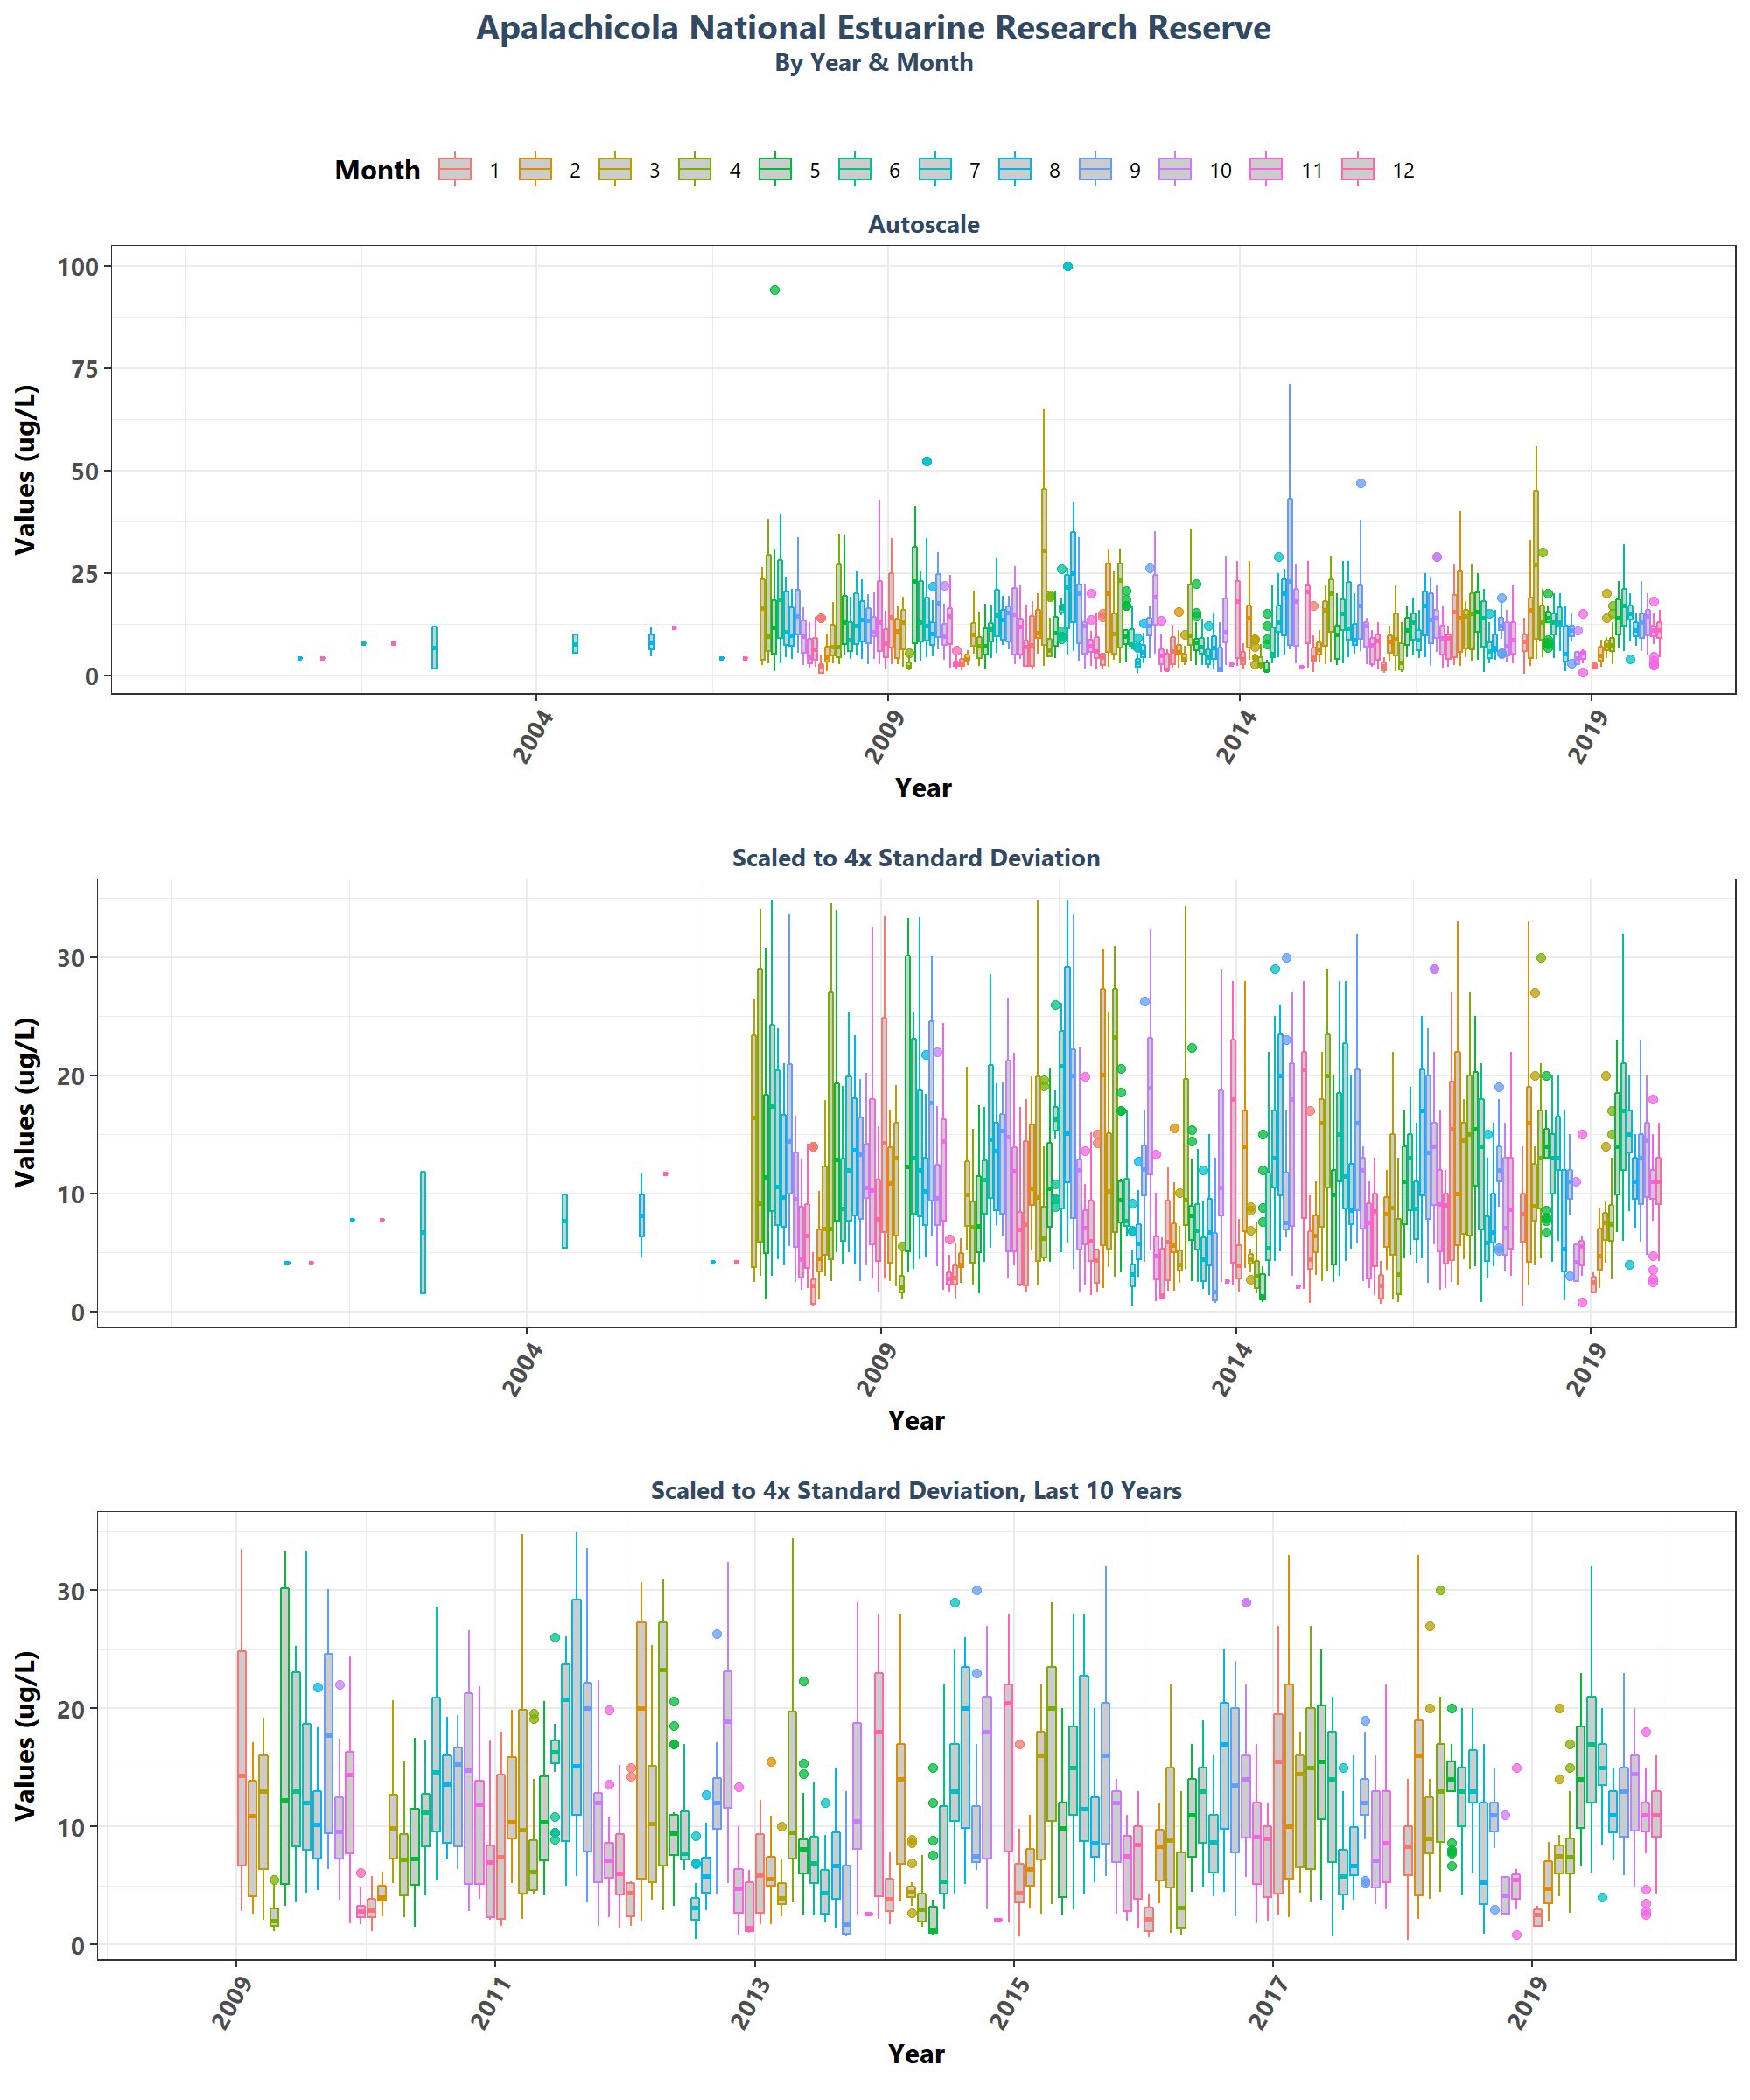 Apalachicola National Estuarine Research Reserve
By Year & Month
Month 1 2 3 4 5 6 7 8 9 10 11 12
Autoscale
Values (ug/L)
100
75
50
25
0
2004 2009 2014 2019
Year
Scaled to 4x Standard Deviation
Values (ug/L)
30
20
10
0
2004 2009 2014 2019
Year
Scaled to 4x Standard Deviation, Last 10 Years
Values (ug/L)
30
20
10
0
2009 2011 2013 2015 2017 2019
Year